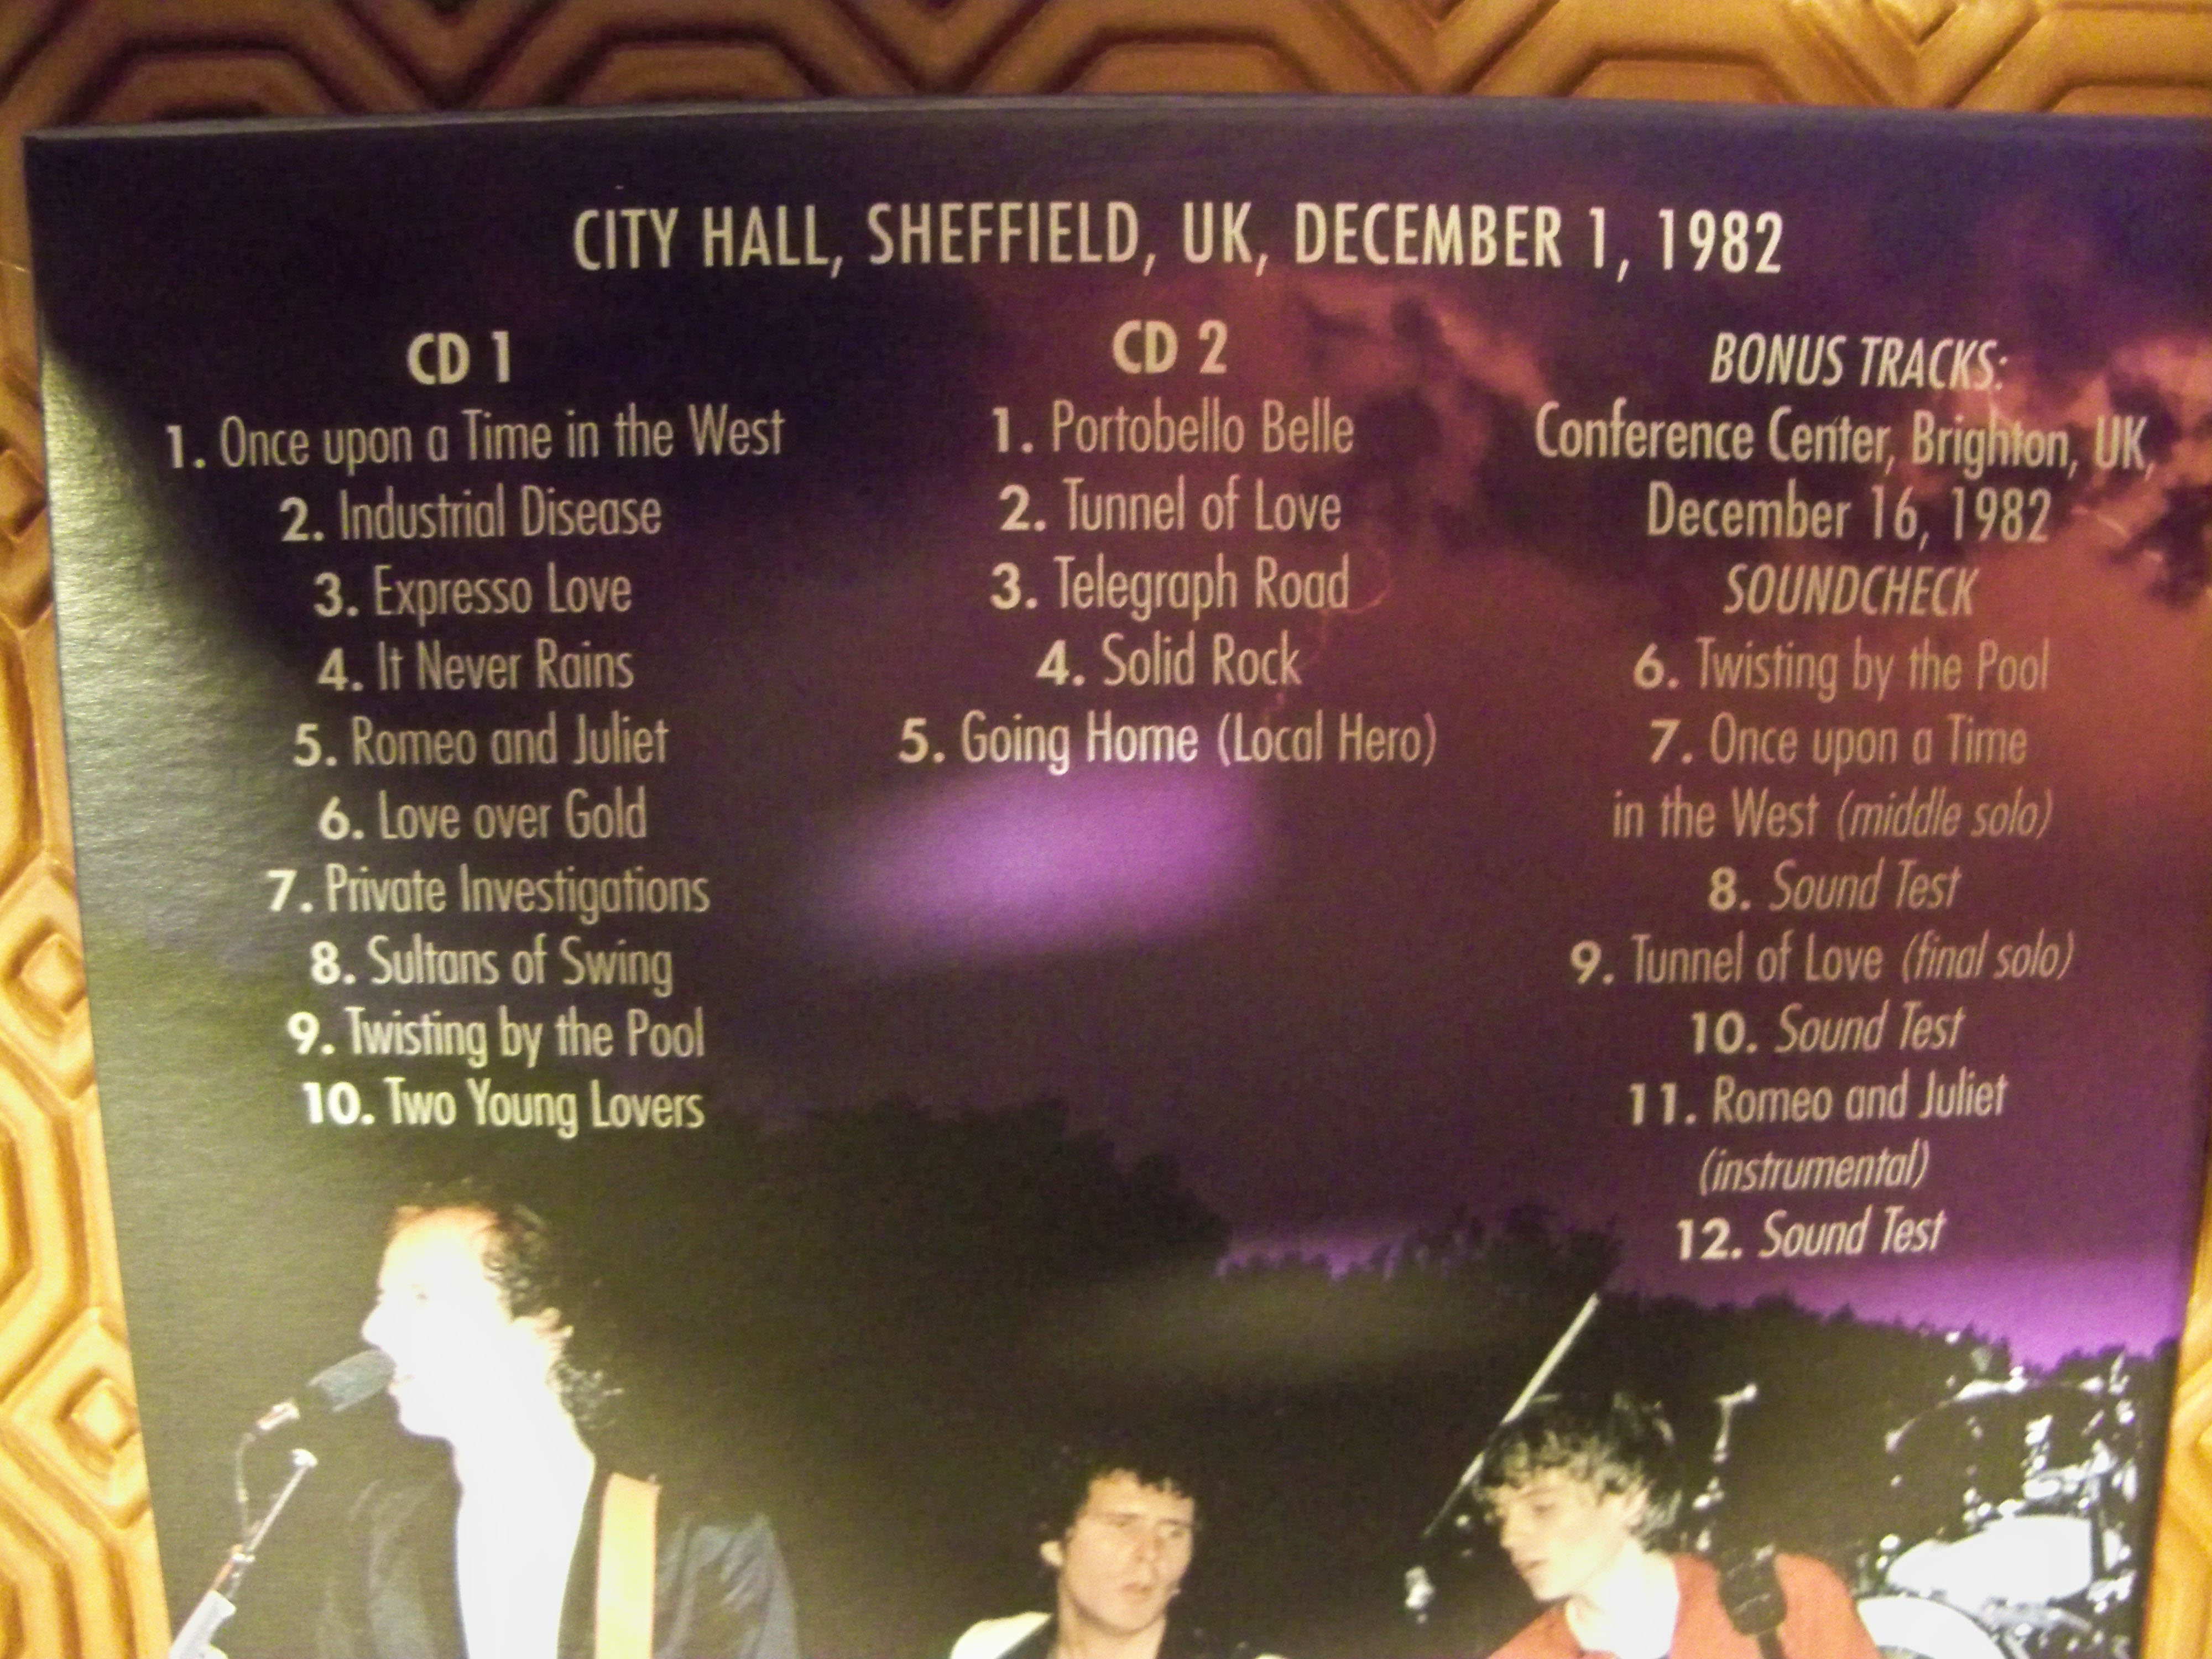 CITY HALL, SHEFFIELD, UK, DECEMBER 1, 1982
CD 1
1. Once upon a Time in the West
2. Industrial Disease
3. Expresso Love
4. It Never Rains
5. Romeo and Juliet
6. Love over Gold
7. Private Investigations
8. Sultans of Swing
9. Twisting by the Pool
10. Two Young Lovers
CD 2
1. Portobello Belle
2. Tunnel of Love
3. Telegraph Road
4. Solid Rock
5. Going Home (Local Hero)
BONUS TRACKS:
Conference Center, Brighton, UK,
December 16, 1982
SOUNDCHECK
6. Twisting by the Pool
7. Once upon a Time
in the West (middle solo)
8. Sound Test
9. Tunnel of Love (final solo)
10. Sound Test
11. Romeo and Juliet
(instrumental)
12. Sound Test